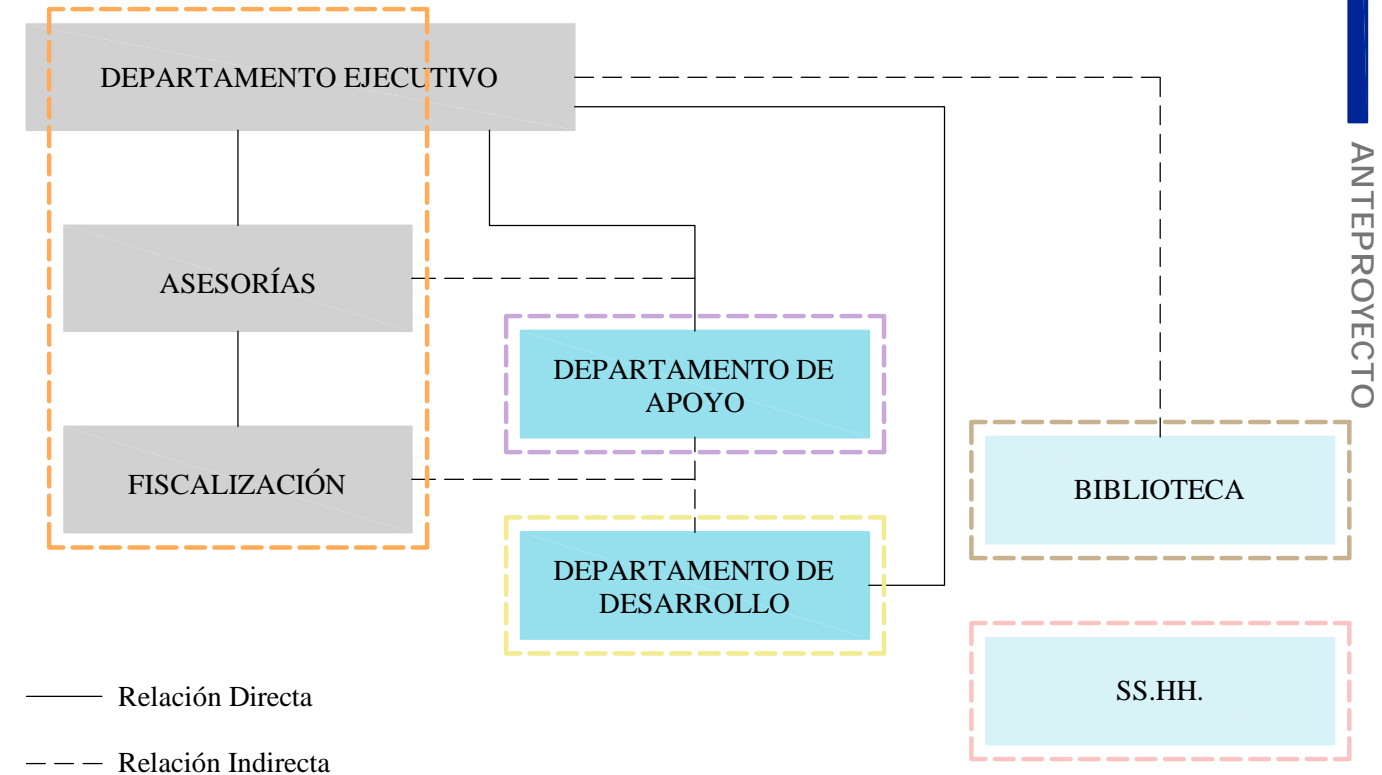 DEPARTAMENTO EJECUTIVO
ASESORÍAS
FISCALIZACIÓN
DEPARTAMENTO DE
APOYO
DEPARTAMENTO DE
DESARROLLO
BIBLIOTECA
SS.HH.
Relación Directa
Relación Indirecta
ANTEPROYECTO